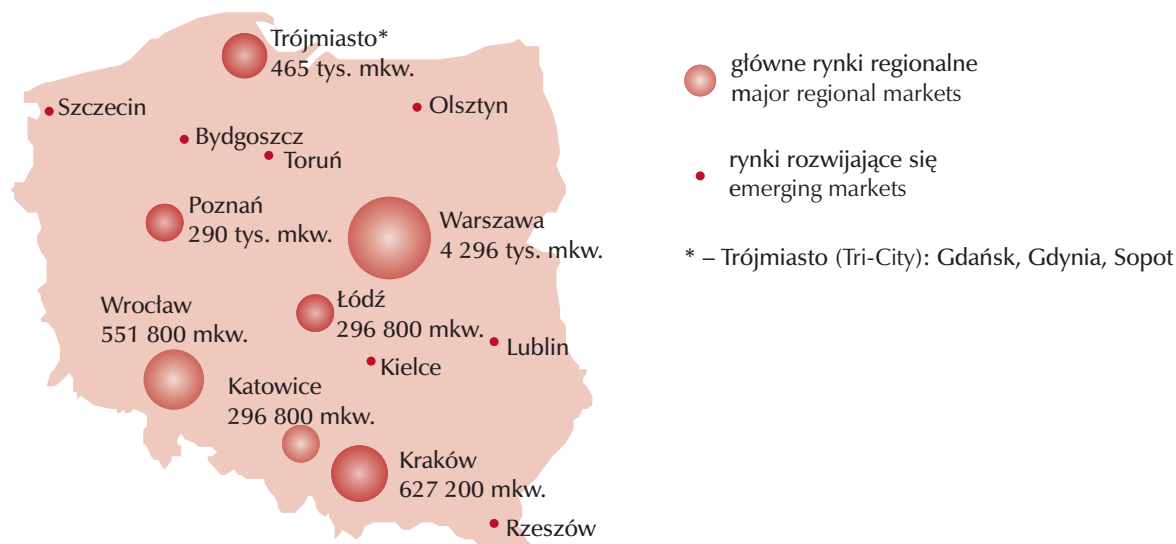 Trójmiasto*
465 tys. mkw.
Szczecin
Olsztyn
Bydgoszcz
Toruń
Poznań
290 tys. mkw.
Warszawa
4 296 tys. mkw.
Wrocław
551 800 mkw.
Łódź
296 800 mkw.
Lublin
Kielce
Katowice
296 800 mkw.
Kraków
627 200 mkw.
Rzeszów
główne rynki regionalne
major regional markets
rynki rozwijające się
emerging markets
* – Trójmiasto (Tri-City): Gdańsk, Gdynia, Sopot